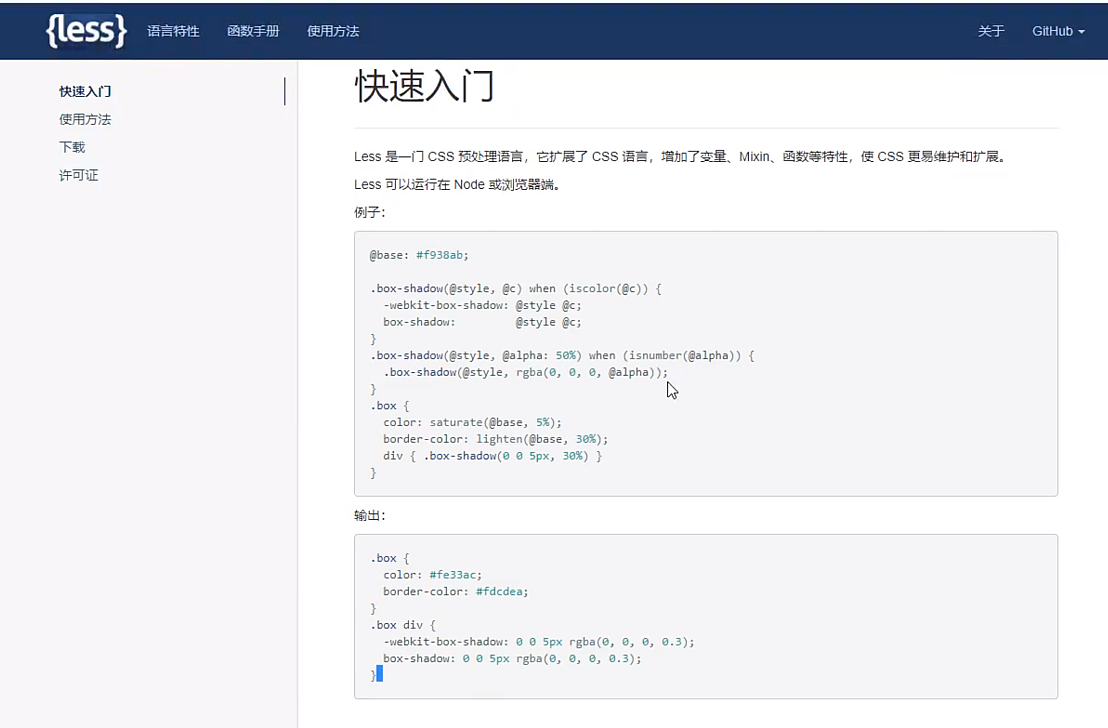 {less} 语言特性 函数手册 使用方法 关于 GitHub
快速入门
使用方法
下载
许可证
快速入门
Less 是一门 CSS 预处理语言，它扩展了 CSS 语言，增加了变量、Mixin、函数等特性，使 CSS 更易维护和扩展。
Less 可以运行在 Node 或浏览器端。
例子：
@base: #f938ab;
.box-shadow(@style, @c) when (iscolor(@c)) {
  -webkit-box-shadow: @style @c;
  box-shadow:         @style @c;
}
.box-shadow(@style, @alpha: 50%) when (isnumber(@alpha)) {
  .box-shadow(@style, rgba(0, 0, 0, @alpha));
}
.box {
  color: saturate(@base, 5%);
  border-color: lighten(@base, 30%);
  div { .box-shadow(0 0 5px, 30%) }
}
输出：
.box {
  color: #fe33ac;
  border-color: #fdcdea;
}
.box div {
  -webkit-box-shadow: 0 0 5px rgba(0, 0, 0, 0.3);
  box-shadow: 0 0 5px rgba(0, 0, 0, 0.3);
}